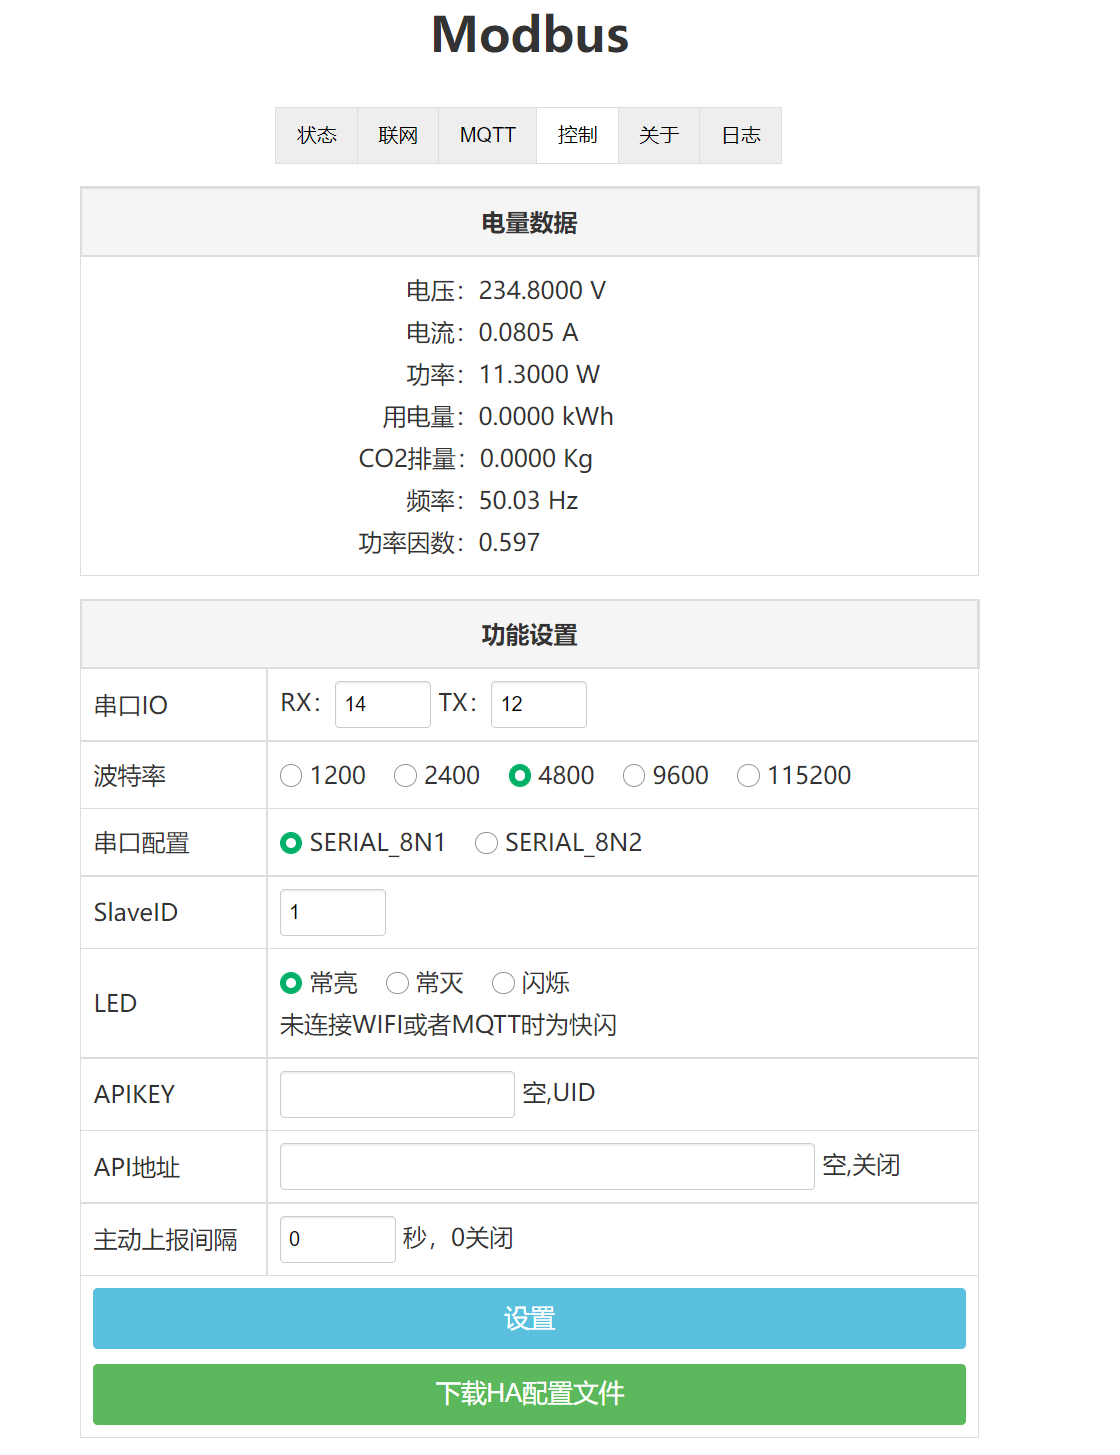 Modbus
状态 联网 MQTT 控制 关于 日志
电量数据
电压：234.8000 V
电流：0.0805 A
功率：11.3000 W
用电量：0.0000 kWh
CO2排量：0.0000 Kg
频率：50.03 Hz
功率因数：0.597
功能设置
串口IO RX： 14 TX： 12
波特率 1200 2400 4800 9600 115200
串口配置 SERIAL_8N1 SERIAL_8N2
SlaveID 1
LED 常亮 常灭 闪烁
未连接WIFI或者MQTT时为快闪
APIKEY 空,UID
API地址 空,关闭
主动上报间隔 0 秒，0关闭
设置
下载HA配置文件